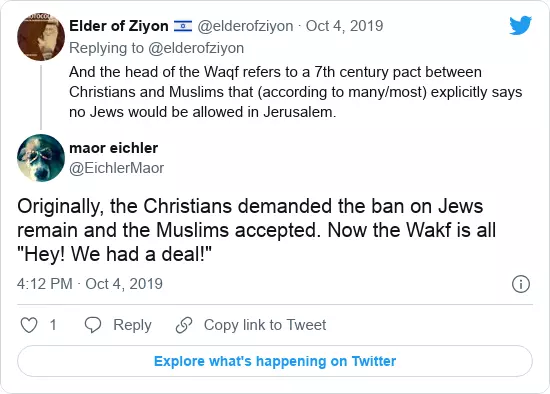 Elder of Ziyon 🇮🇱 @elderofziyon · Oct 4, 2019
Replying to @elderofziyon
And the head of the Waqf refers to a 7th century pact between
Christians and Muslims that (according to many/most) explicitly says
no Jews would be allowed in Jerusalem.
maor eichler
@EichlerMaor
Originally, the Christians demanded the ban on Jews
remain and the Muslims accepted. Now the Wakf is all
"Hey! We had a deal!"
4:12 PM · Oct 4, 2019
1 Reply Copy link to Tweet
Explore what's happening on Twitter